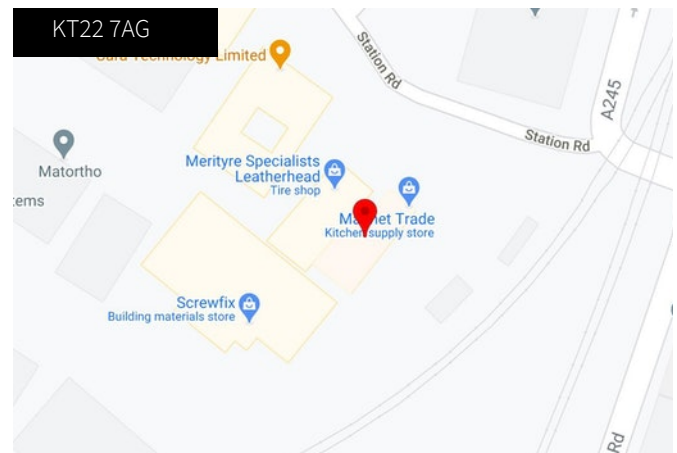 KT22 7AG
Technology Limited
Station Rd
A245
Station Rd
Matortho
Merityre Specialists
Leatherhead
Tire shop
Trade
Kitchen supply store
Screwfix
Building materials store
Rd